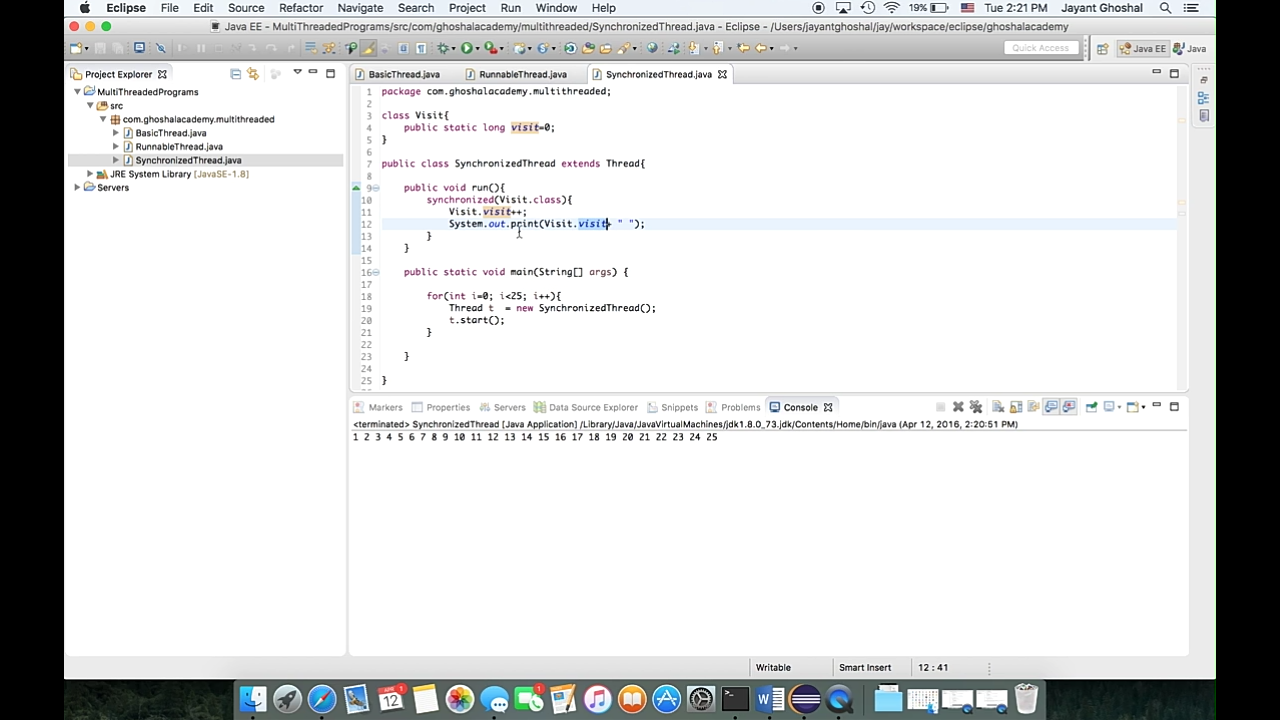 Eclipse File Edit Source Refactor Navigate Search Project Run Window Help 19% Tue 2:21 PM Jayant Ghoshal
Java EE - MultiThreadedPrograms/src/com/ghoshalacademy/multithreaded/SynchronizedThread.java - Eclipse - /Users/jayantghoshal/jay/workspace/eclipse/ghoshalacademy
Quick Access Java EE Java
Project Explorer
MultiThreadedPrograms
src
com.ghoshalacademy.multithreaded
BasicThread.java
RunnableThread.java
SynchronizedThread.java
JRE System Library [JavaSE-1.8]
Servers
BasicThread.java RunnableThread.java SynchronizedThread.java
1 package com.ghoshalacademy.multithreaded;
2
3 class Visit{
4 public static long visit=0;
5 }
6
7 public class SynchronizedThread extends Thread{
8
9 public void run(){
10 synchronized(Visit.class){
11 Visit.visit++;
12 System.out.print(Visit.visit+ " ");
13 }
14 }
15
16 public static void main(String[] args) {
17
18 for(int i=0; i<25; i++){
19 Thread t = new SynchronizedThread();
20 t.start();
21 }
22
23 }
24
25 }
Markers Properties Servers Data Source Explorer Snippets Problems Console
<terminated> SynchronizedThread [Java Application] /Library/Java/JavaVirtualMachines/jdk1.8.0_73.jdk/Contents/Home/bin/java (Apr 12, 2016, 2:20:51 PM)
1 2 3 4 5 6 7 8 9 10 11 12 13 14 15 16 17 18 19 20 21 22 23 24 25
Writable Smart Insert 12 : 41
12 1 1